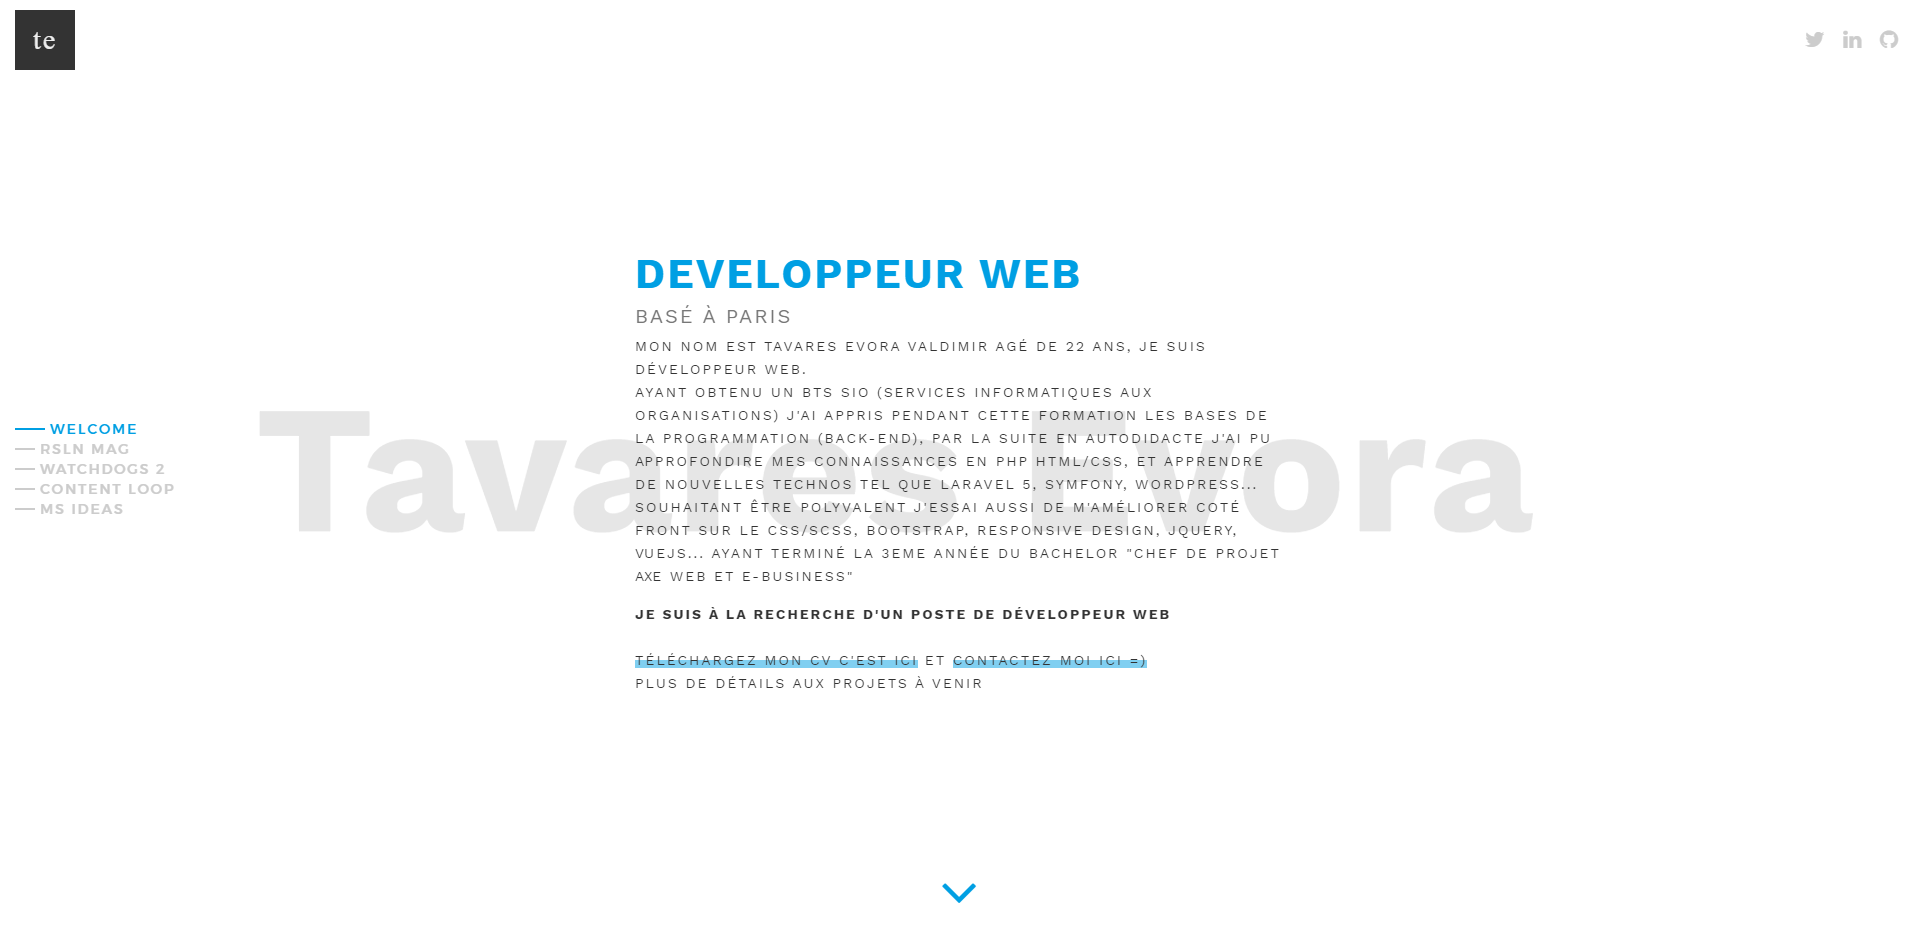 te
DEVELOPPEUR WEB
BASÉ À PARIS
MON NOM EST TAVARES EVORA VALDIMIR AGÉ DE 22 ANS, JE SUIS
DÉVELOPPEUR WEB.
AYANT OBTENU UN BTS SIO (SERVICES INFORMATIQUES AUX
ORGANISATIONS) J'AI APPRIS PENDANT CETTE FORMATION LES BASES DE
LA PROGRAMMATION (BACK-END), PAR LA SUITE EN AUTODIDACTE J'AI PU
APPROFONDIRE MES CONNAISSANCES EN PHP HTML/CSS, ET APPRENDRE
DE NOUVELLES TECHNOS TEL QUE LARAVEL 5, SYMFONY, WORDPRESS...
SOUHAITANT ÊTRE POLYVALENT J'ESSAI AUSSI DE M'AMÉLIORER COTÉ
FRONT SUR LE CSS/SCSS, BOOTSTRAP, RESPONSIVE DESIGN, JQUERY,
VUEJS... AYANT TERMINÉ LA 3EME ANNÉE DU BACHELOR "CHEF DE PROJET
AXE WEB ET E-BUSINESS"
JE SUIS À LA RECHERCHE D'UN POSTE DE DÉVELOPPEUR WEB
TÉLÉCHARGEZ MON CV C'EST ICI ET CONTACTEZ MOI ICI =)
PLUS DE DÉTAILS AUX PROJETS À VENIR
Tavares Evora
WELCOME
RSLN MAG
WATCHDOGS 2
CONTENT LOOP
MS IDEAS